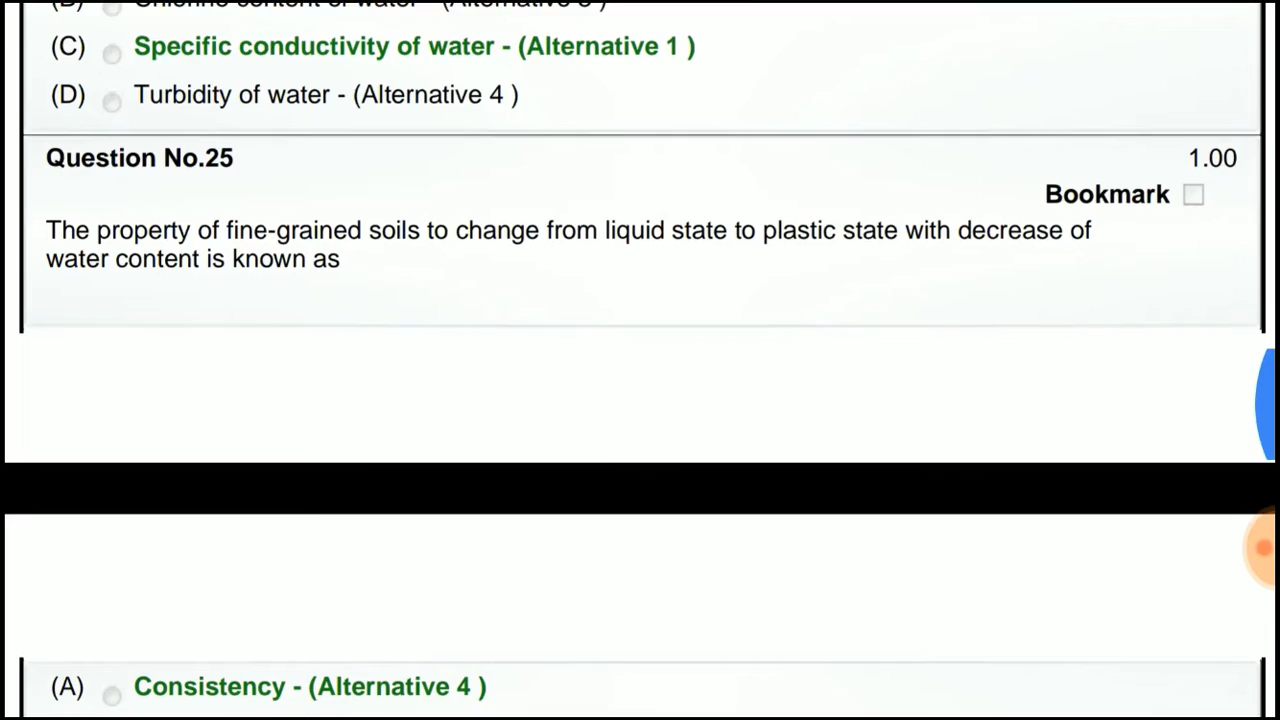 (C) Specific conductivity of water - (Alternative 1 )
(D) Turbidity of water - (Alternative 4 )
Question No.25 1.00
Bookmark
The property of fine-grained soils to change from liquid state to plastic state with decrease of
water content is known as
(A) Consistency - (Alternative 4 )